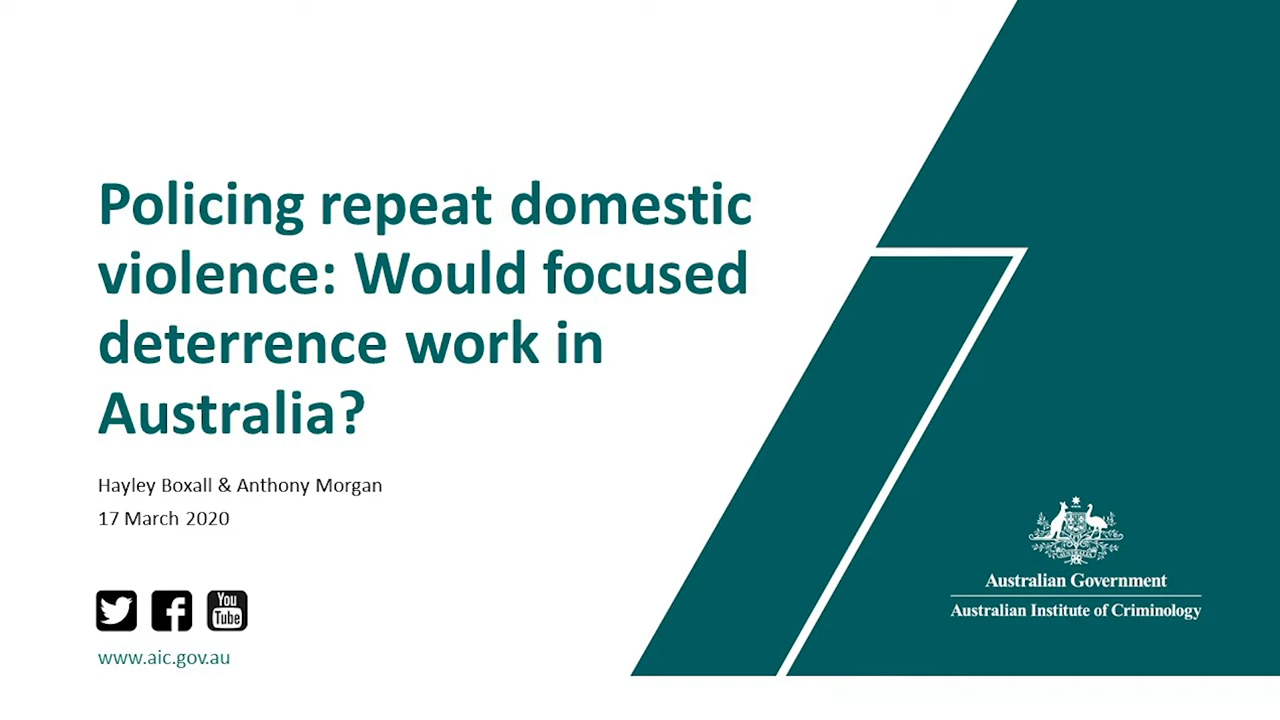 Policing repeat domestic
violence: Would focused
deterrence work in
Australia?
Hayley Boxall & Anthony Morgan
17 March 2020
You
Tube
www.aic.gov.au
Australian Government
Australian Institute of Criminology